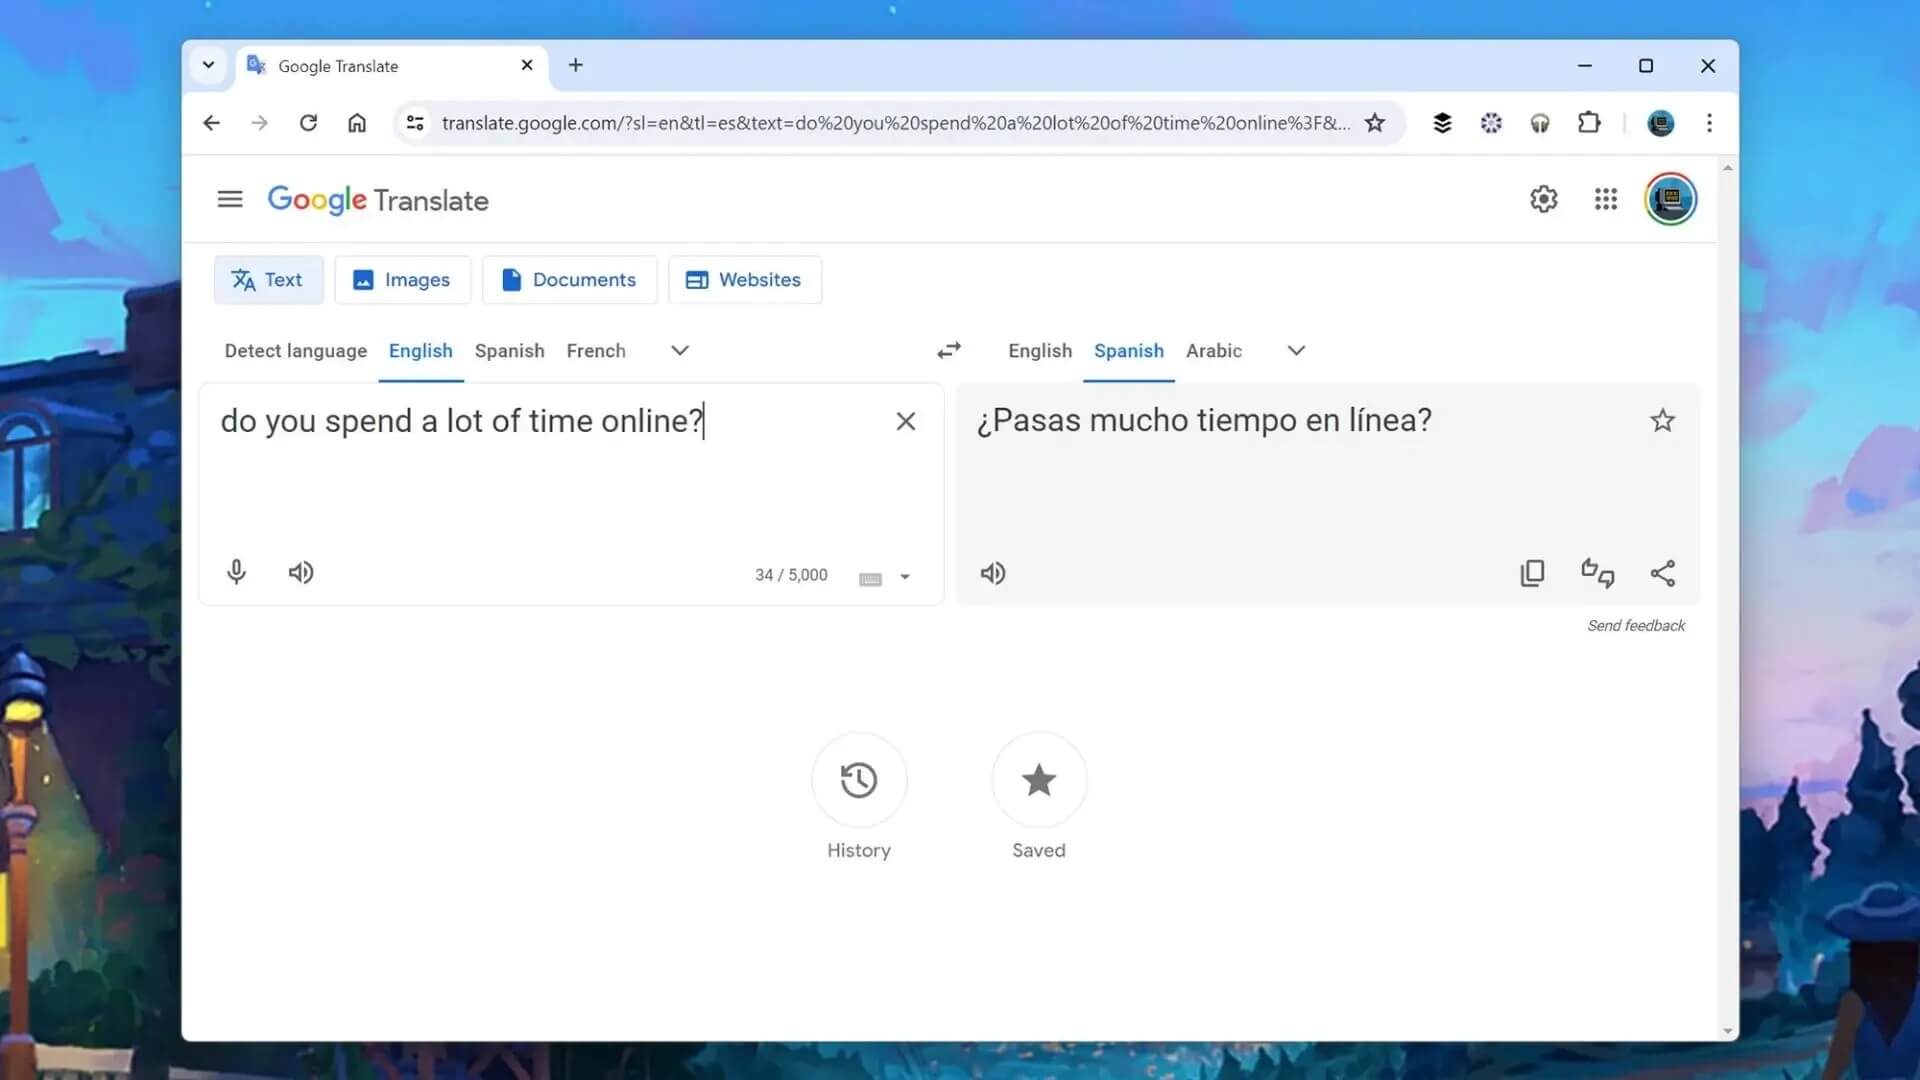 Google Translate
translate.google.com/?sl=en&tl=es&text=do%20you%20spend%20a%20lot%20of%20time%20online%3F&...
Google Translate
Text
Images
Documents
Websites
Detect language English Spanish French
English Spanish Arabic
do you spend a lot of time online?
¿Pasas mucho tiempo en línea?
34 / 5,000
Send feedback
History
Saved